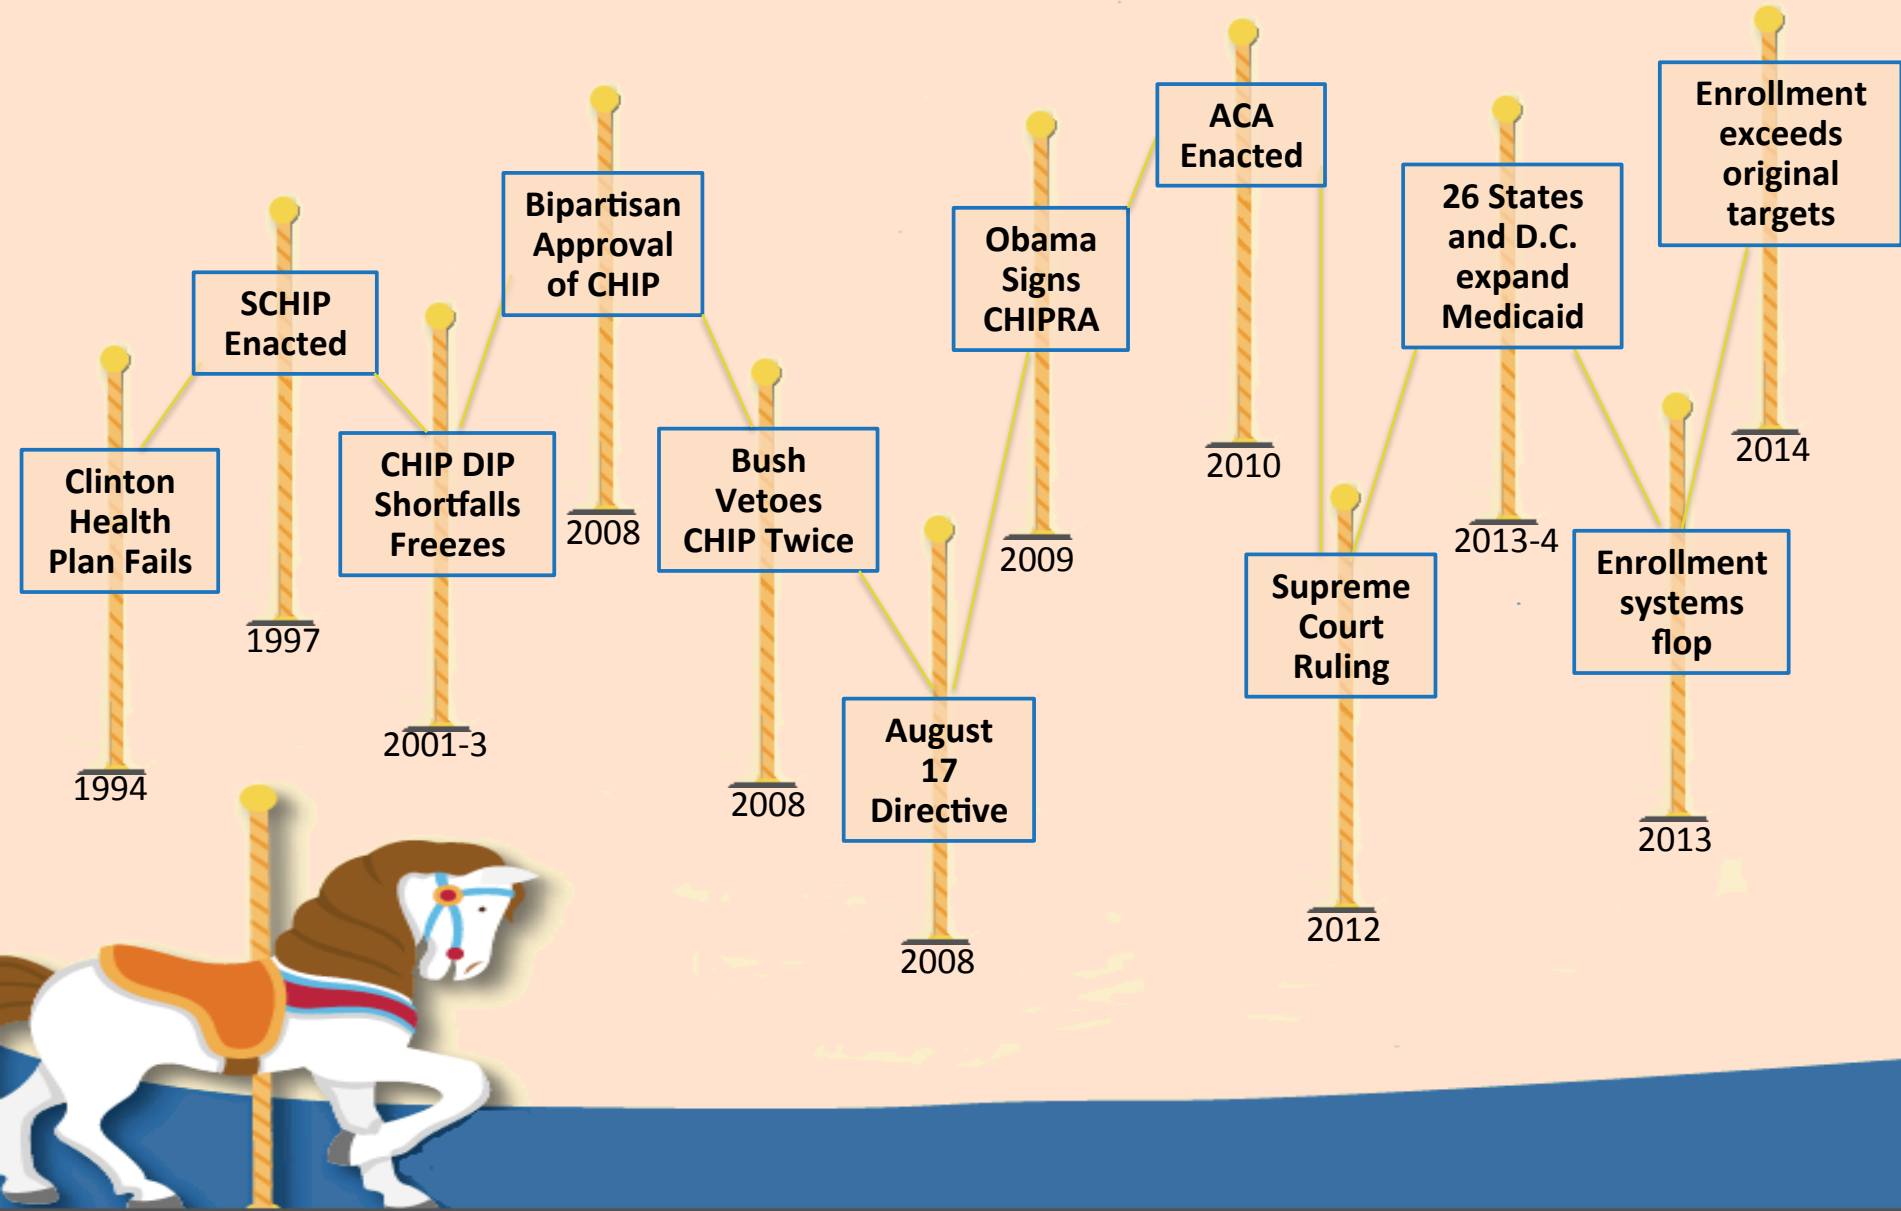 Clinton
Health
Plan Fails
1994
SCHIP
Enacted
1997
CHIP DIP
Shortfalls
Freezes
2001-3
Bipartisan
Approval
of CHIP
2008
Bush
Vetoes
CHIP Twice
2008
August
17
Directive
2008
Obama
Signs
CHIPRA
2009
ACA
Enacted
2010
Supreme
Court
Ruling
2012
26 States
and D.C.
expand
Medicaid
2013-4
Enrollment
systems
flop
2013
Enrollment
exceeds
original
targets
2014